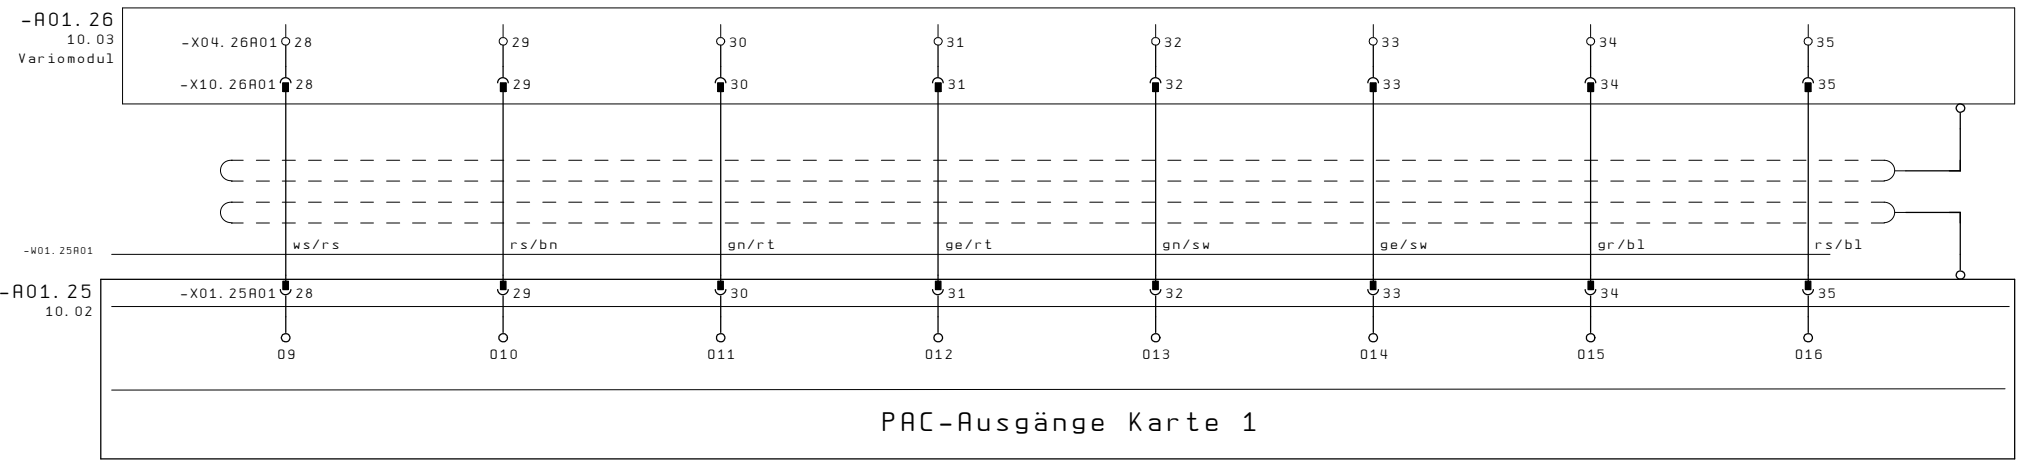 -A01.26
10.03
Variomodul
-X04.26A01 28 29 30 31 32 33 34 35
-X10.26A01 28 29 30 31 32 33 34 35
-W01.25A01 ws/rs rs/bn gn/rt ge/rt gn/sw ge/sw gr/bl rs/bl
-A01.25
10.02
-X01.25A01 28 29 30 31 32 33 34 35
O9 O10 O11 O12 O13 O14 O15 O16
PAC-Ausgänge Karte 1